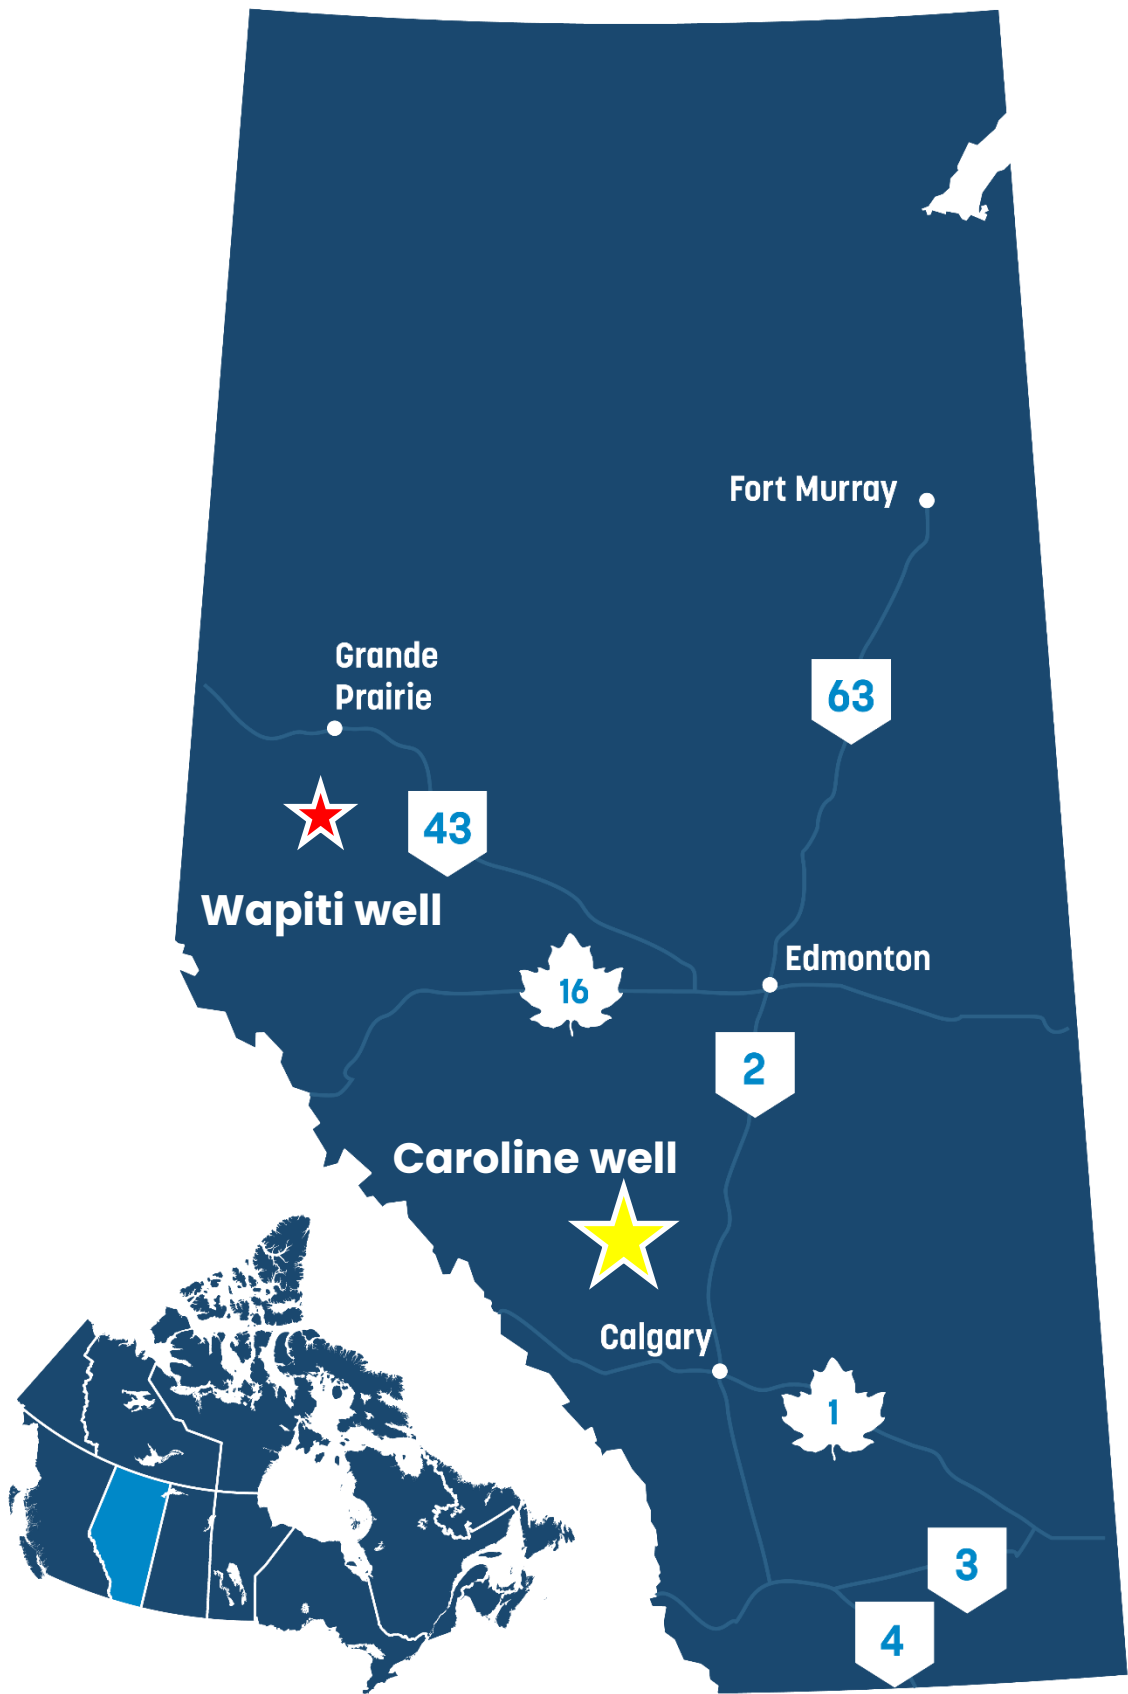 Fort Murray
63
Grande
Prairie
43
Wapiti well
16
Edmonton
2
Caroline well
Calgary
1
3
4